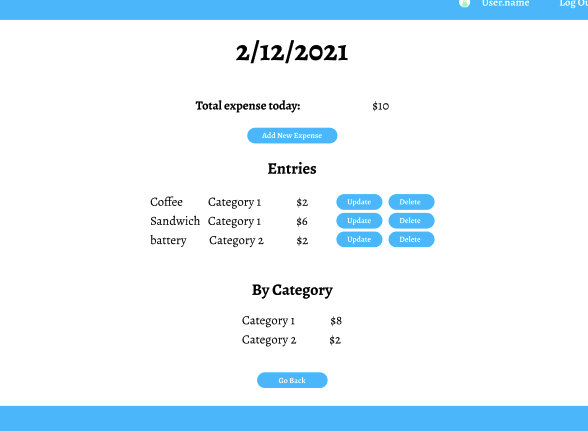 User.name Log
2/12/2021
Total expense today: $10
Add New Expense
Entries
Coffee Category 1 $2 Update Delete
Sandwich Category 1 $6 Update Delete
battery Category 2 $2 Update Delete
By Category
Category 1 $8
Category 2 $2
Go Back